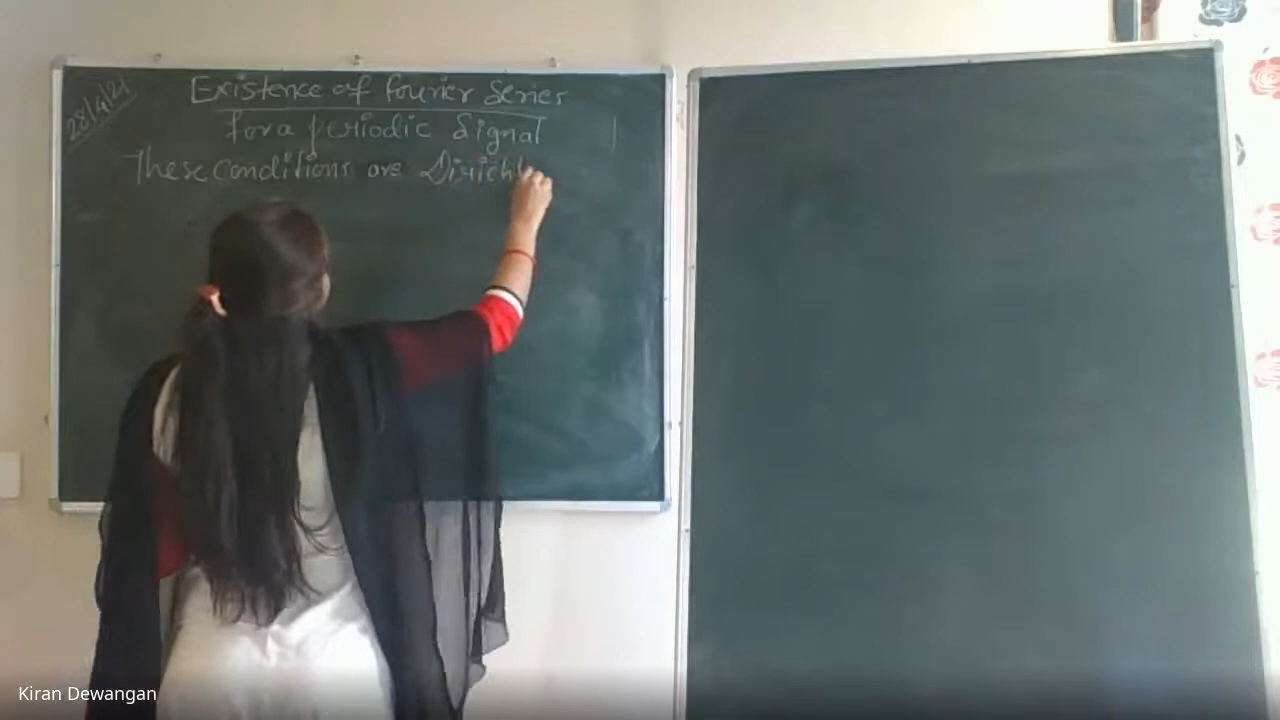 28/4/21
Existence of fourier Series
for a periodic Signal
These Conditions are Dirichl
Kiran Dewangan